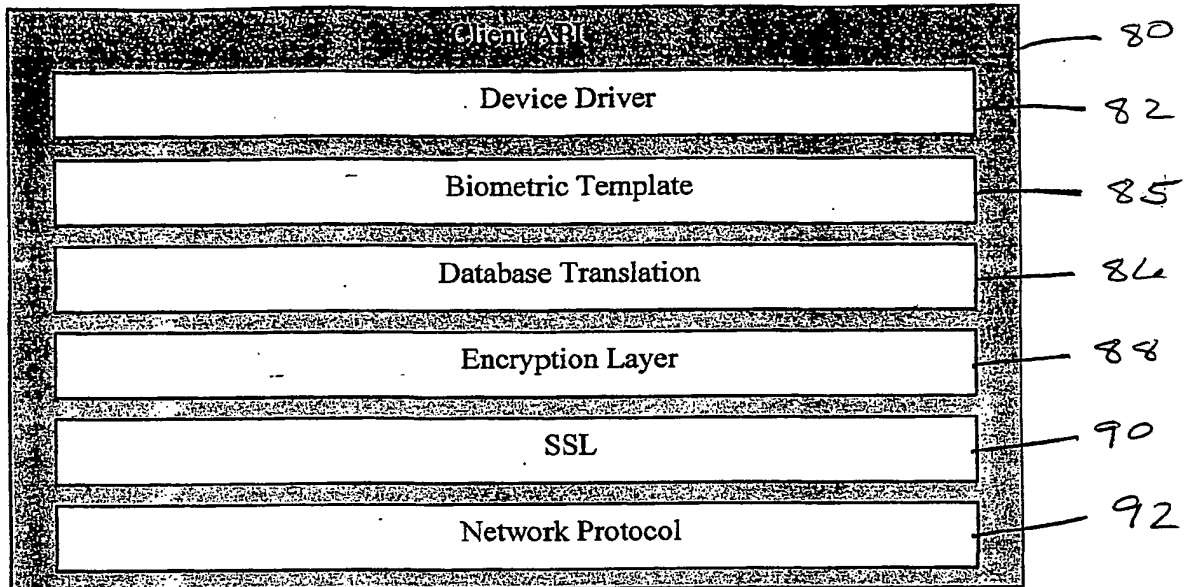 Client API
80
Device Driver
82
Biometric Template
85
Database Translation
86
Encryption Layer
88
SSL
90
Network Protocol
92